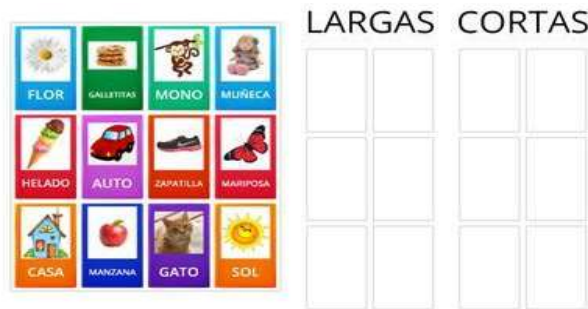 LARGAS CORTAS
FLOR GALLETITAS MONO MUÑECA
HELADO AUTO ZAPATILLA MARIPOSA
CASA MANZANA GATO SOL